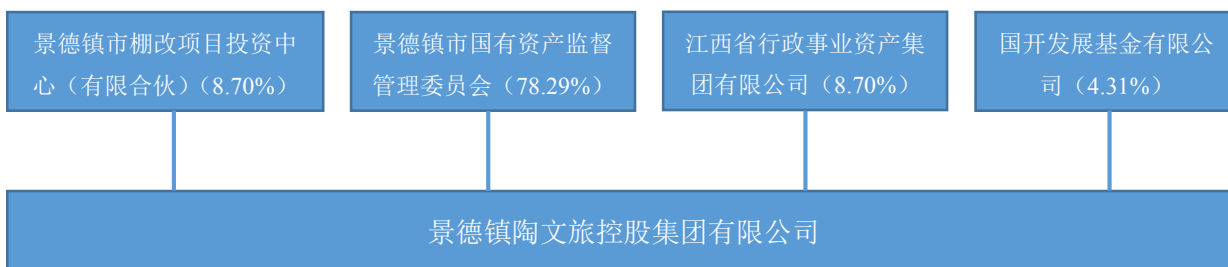 景德镇市棚改项目投资中
心（有限合伙）（8.70%）
景德镇市国有资产监督
管理委员会（78.29%）
江西省行政事业资产集
团有限公司（8.70%）
国开发展基金有限公
司（4.31%）
景德镇陶文旅控股集团有限公司